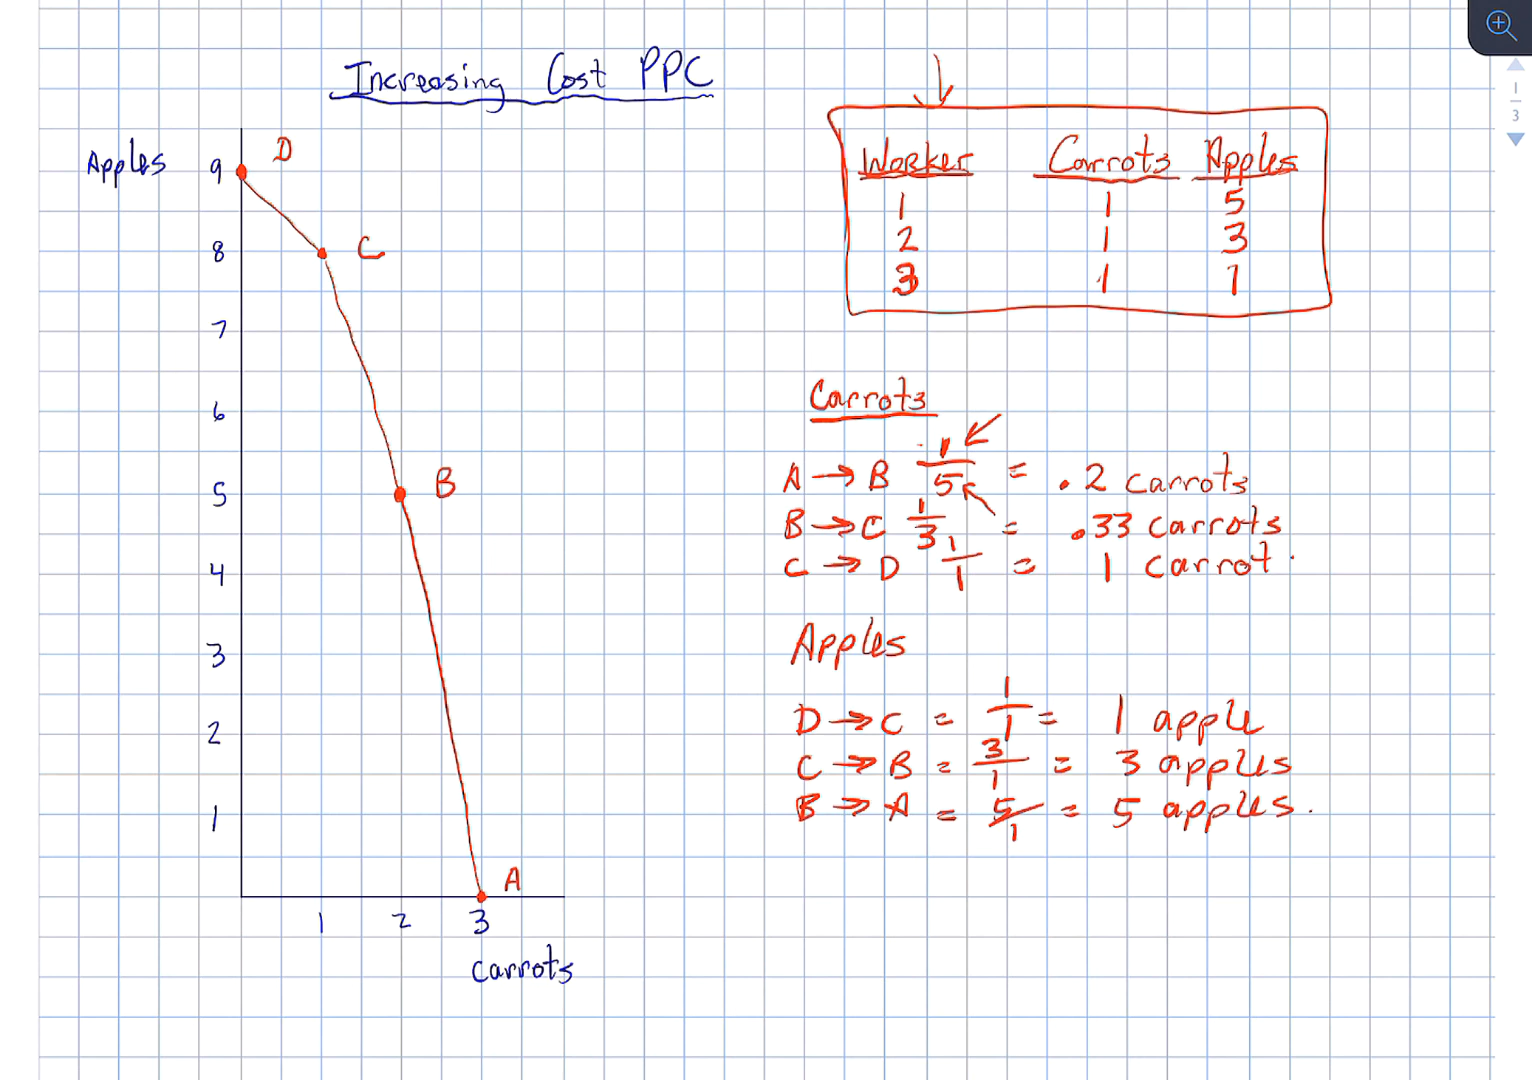 Increasing Cost PPC
Apples
9
8
7
6
5
4
3
2
1
D
C
B
A
1 2 3
Carrots
Worker Carrots Apples
1 1 5
2 1 3
3 1 1
Carrots
A → B 1/5 = .2 carrots
B → C 1/3 = .33 carrots
C → D 1/1 = 1 carrot.
Apples
D → C = 1/1 = 1 apple
C → B = 3/1 = 3 apples
B → A = 5/1 = 5 apples.
1
3